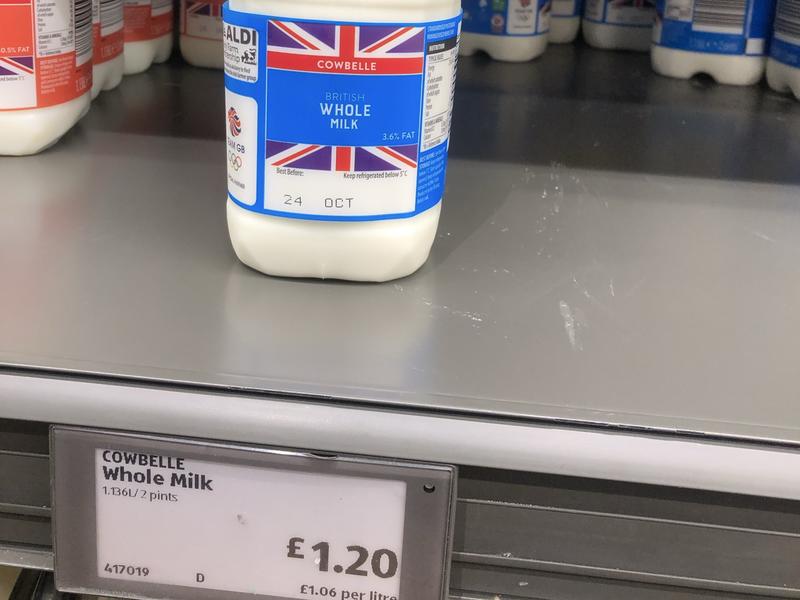 0.5% FAT
ALDI
COWBELLE
BRITISH
WHOLE
MILK
3.6% FAT
TEAM GB
Best Before:
Keep refrigerated below 5°C
24 OCT
NUTRITION
COWBELLE
Whole Milk
1.136L/2 pints
£1.20
417019
D
£1.06 per litre